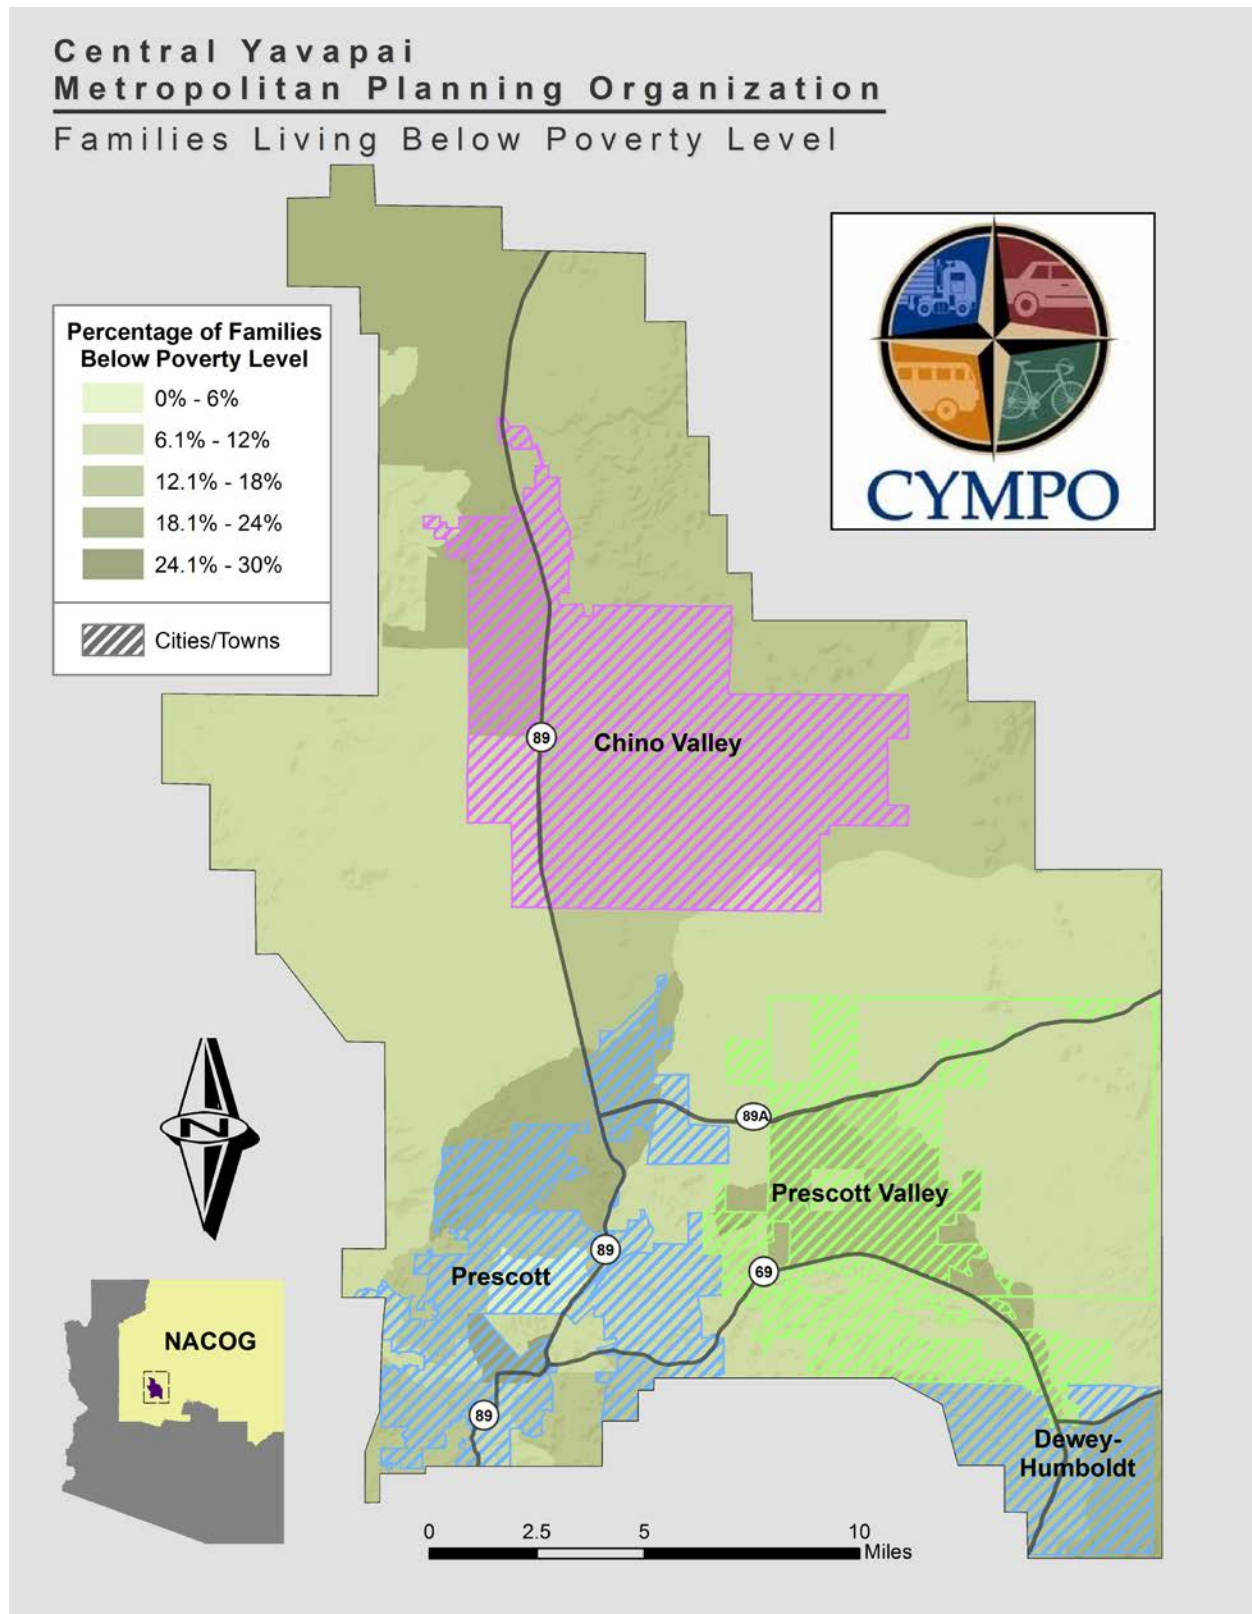 Central Yavapai
Metropolitan Planning Organization
Families Living Below Poverty Level
CYMPO
Percentage of Families
Below Poverty Level
0% - 6%
6.1% - 12%
12.1% - 18%
18.1% - 24%
24.1% - 30%
Cities/Towns
89
Chino Valley
89A
Prescott Valley
N
89
69
Prescott
NACOG
89
Dewey-
Humboldt
0 2.5 5 10
Miles